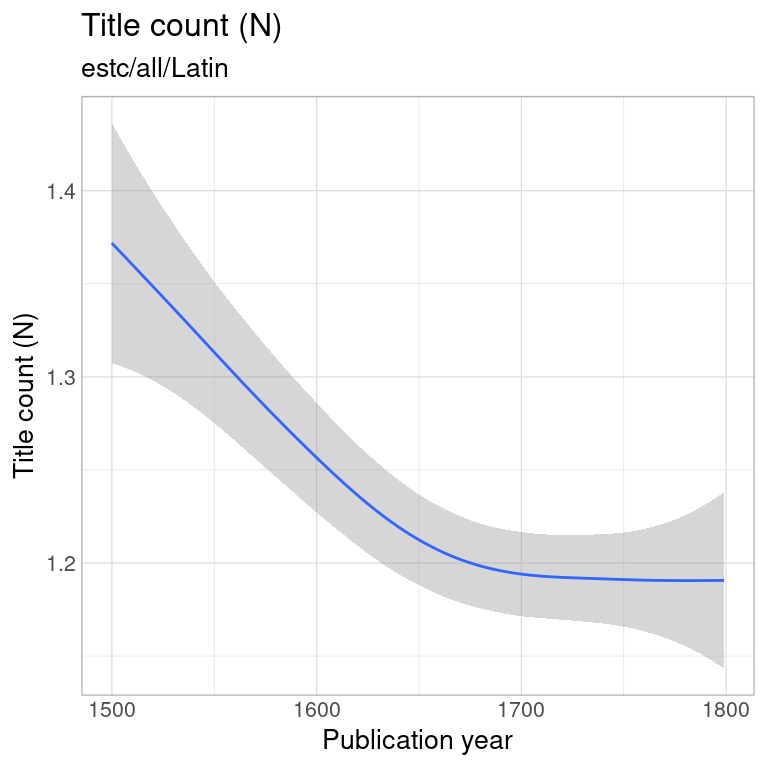 Title count (N)
estc/all/Latin
Title count (N)
1.4
1.3
1.2
1500 1600 1700 1800
Publication year